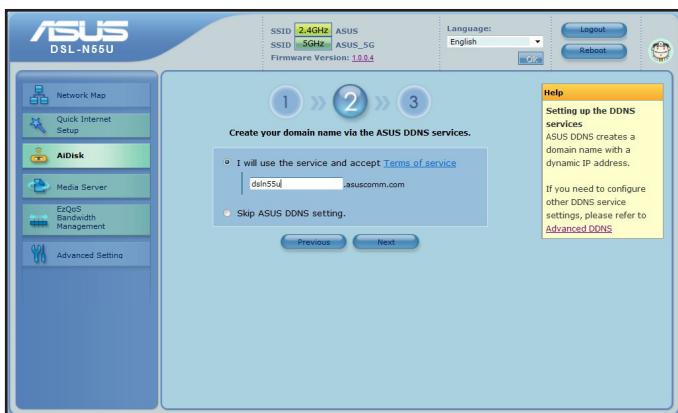 ASUS
DSL-N55U
SSID 2.4GHz ASUS
SSID 5GHz ASUS_5G
Firmware Version: 1.0.0.4
Language:
English
OK
Logout
Reboot
Network Map
Quick Internet
Setup
AiDisk
Media Server
EzQoS
Bandwidth
Management
Advanced Setting
1 » 2 » 3
Create your domain name via the ASUS DDNS services.
I will use the service and accept Terms of service
dsln55u .asuscomm.com
Skip ASUS DDNS setting.
Previous
Next
Help
Setting up the DDNS
services
ASUS DDNS creates a
domain name with a
dynamic IP address.
If you need to configure
other DDNS service
settings, please refer to
Advanced DDNS